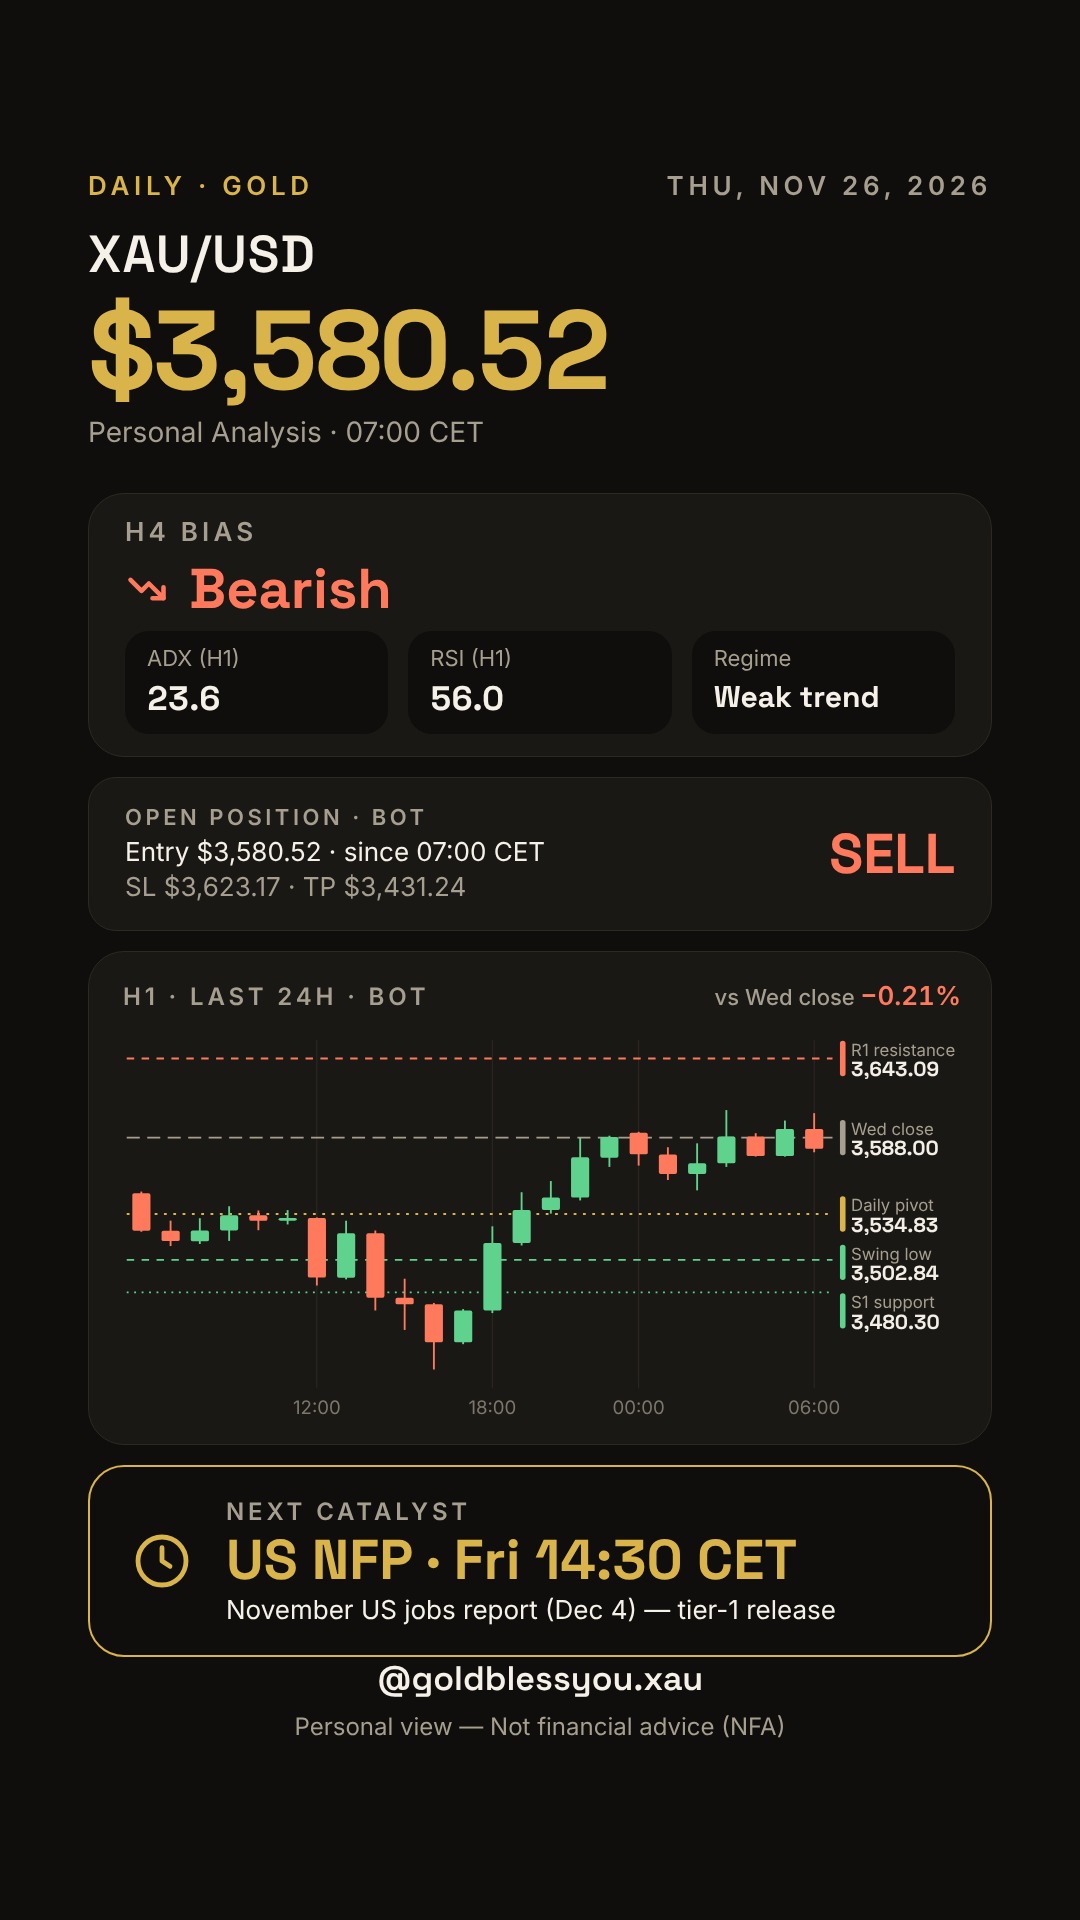 DAILY · GOLD
THU, NOV 26, 2026
XAU/USD
$3,580.52
Personal Analysis · 07:00 CET
H4 BIAS
Bearish
ADX (H1)
23.6
RSI (H1)
56.0
Regime
Weak trend
OPEN POSITION · BOT
Entry $3,580.52 · since 07:00 CET
SL $3,623.17 · TP $3,431.24
SELL
H1 · LAST 24H · BOT
vs Wed close −0.21%
R1 resistance
3,643.09
Wed close
3,588.00
Daily pivot
3,534.83
Swing low
3,502.84
S1 support
3,480.30
12:00 18:00 00:00 06:00
NEXT CATALYST
US NFP · Fri 14:30 CET
November US jobs report (Dec 4) — tier-1 release
@goldblessyou.xau
Personal view — Not financial advice (NFA)